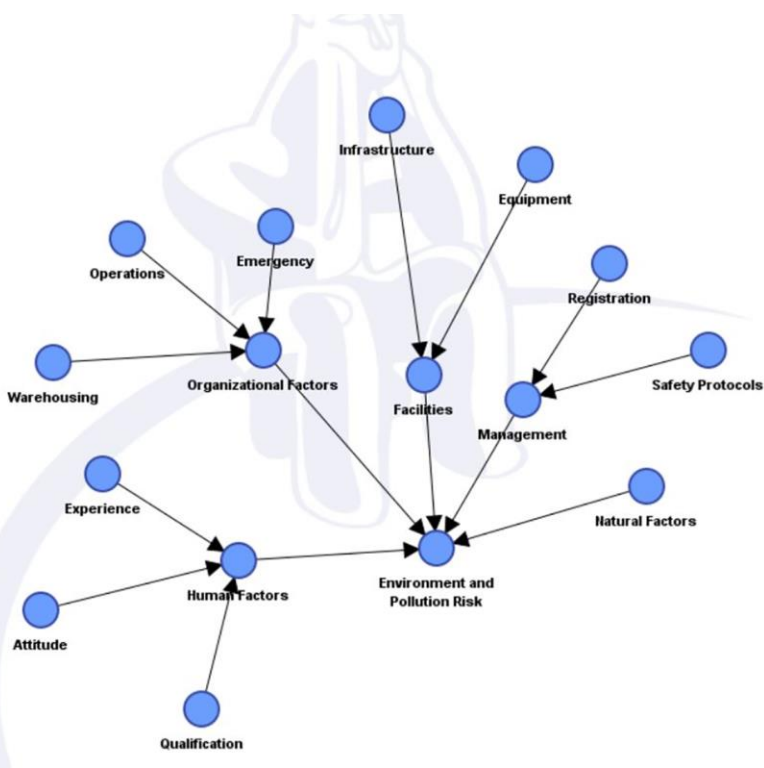 Infrastructure
Equipment
Emergency
Operations
Registration
Organizational Factors
Safety Protocols
Warehousing
Facilities
Management
Experience
Natural Factors
Environment and
Pollution Risk
Human Factors
Attitude
Qualification